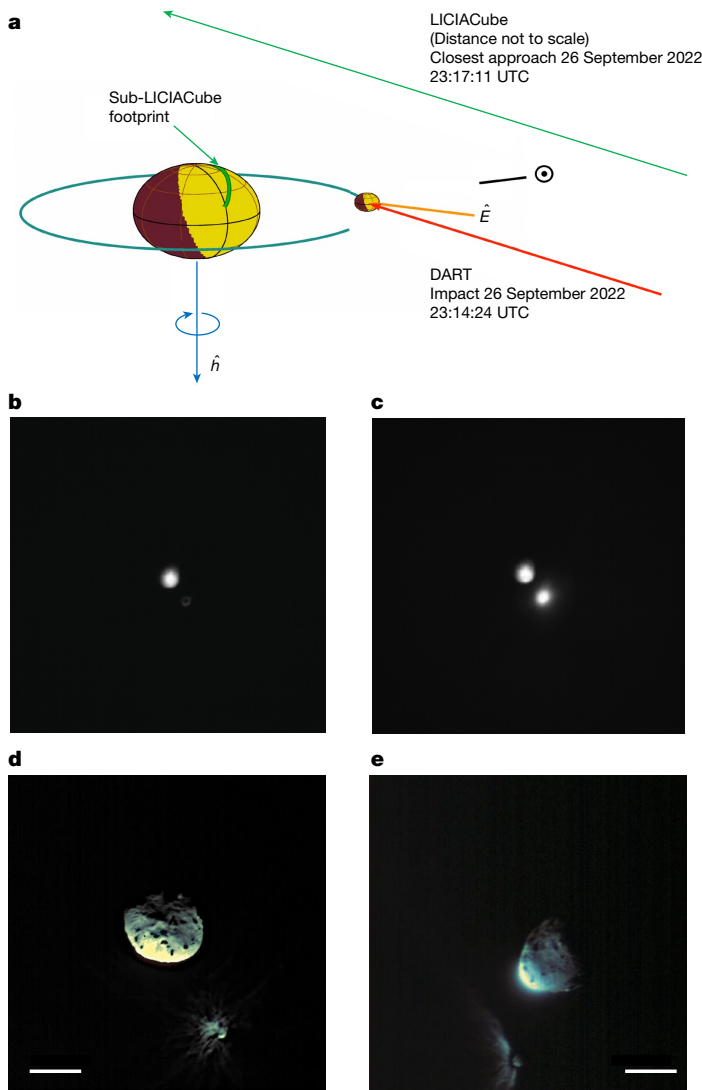 a
LICIACube
(Distance not to scale)
Closest approach 26 September 2022
23:17:11 UTC
Sub-LICIACube
footprint
Ê
DART
Impact 26 September 2022
23:14:24 UTC
ĥ
b
c
d
e